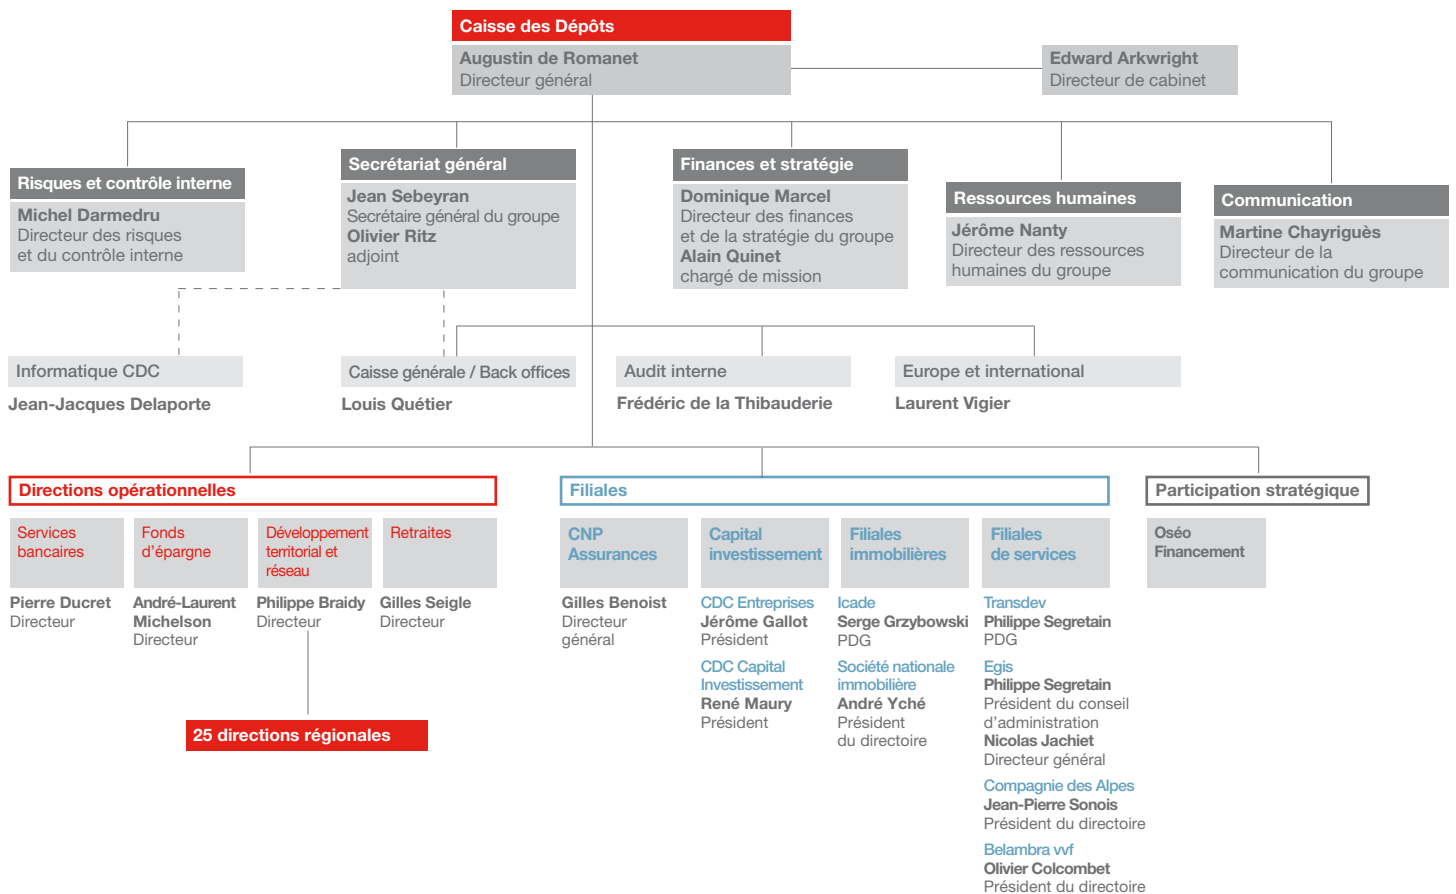 Caisse des Dépôts
Augustin de Romanet
Directeur général
Edward Arkwright
Directeur de cabinet
Risques et contrôle interne
Michel Darmedru
Directeur des risques
et du contrôle interne
Secrétariat général
Jean Sebeyran
Secrétaire général du groupe
Olivier Ritz
adjoint
Finances et stratégie
Dominique Marcel
Directeur des finances
et de la stratégie du groupe
Alain Quinet
chargé de mission
Ressources humaines
Jérôme Nanty
Directeur des ressources
humaines du groupe
Communication
Martine Chayriguès
Directeur de la
communication du groupe
Informatique CDC
Jean-Jacques Delaporte
Caisse générale / Back offices
Louis Quétier
Audit interne
Frédéric de la Thibauderie
Europe et international
Laurent Vigier
Directions opérationnelles
Services
bancaires
Pierre Ducret
Directeur
Fonds
d'épargne
André-Laurent
Michelson
Directeur
Développement
territorial et
réseau
Philippe Braidy
Directeur
Retraites
Gilles Seigle
Directeur
25 directions régionales
Filiales
CNP
Assurances
Gilles Benoist
Directeur
général
Capital
investissement
CDC Entreprises
Jérôme Gallot
Président
CDC Capital
Investissement
René Maury
Président
Filiales
immobilières
Icade
Serge Grzybowski
PDG
Société nationale
immobilière
André Yché
Président
du directoire
Filiales
de services
Transdev
Philippe Segretain
PDG
Egis
Philippe Segretain
Président du conseil
d'administration
Nicolas Jachiet
Directeur général
Compagnie des Alpes
Jean-Pierre Sonois
Président du directoire
Belambra vvf
Olivier Colcombet
Président du directoire
Participation stratégique
Oséo
Financement